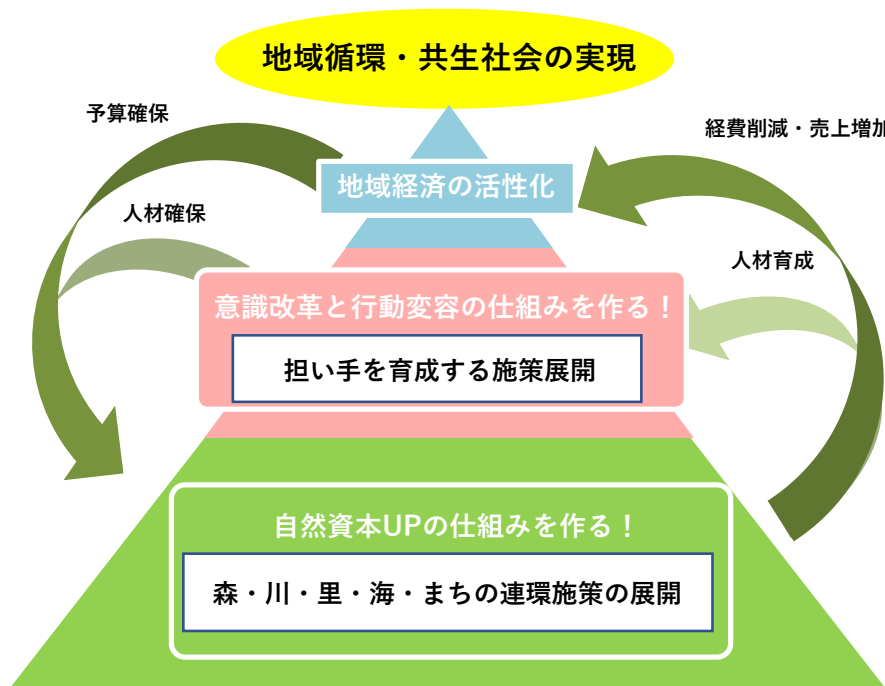 地域循環・共生社会の実現
予算確保
経費削減・売上増加
地域経済の活性化
人材確保
人材育成
意識改革と行動変容の仕組みを作る！
担い手を育成する施策展開
自然資本UPの仕組みを作る！
森・川・里・海・まちの連環施策の展開